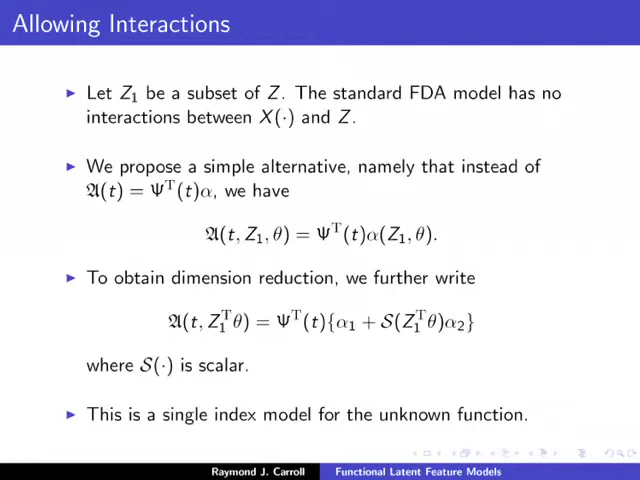 Allowing Interactions
▶ Let Z₁ be a subset of Z. The standard FDA model has no
interactions between X(·) and Z.
▶ We propose a simple alternative, namely that instead of
𝔄(t) = Ψᵀ(t)α, we have
𝔄(t, Z₁, θ) = Ψᵀ(t)α(Z₁, θ).
▶ To obtain dimension reduction, we further write
𝔄(t, Z₁ᵀθ) = Ψᵀ(t){α₁ + 𝒮(Z₁ᵀθ)α₂}
where 𝒮(·) is scalar.
▶ This is a single index model for the unknown function.
Raymond J. Carroll Functional Latent Feature Models